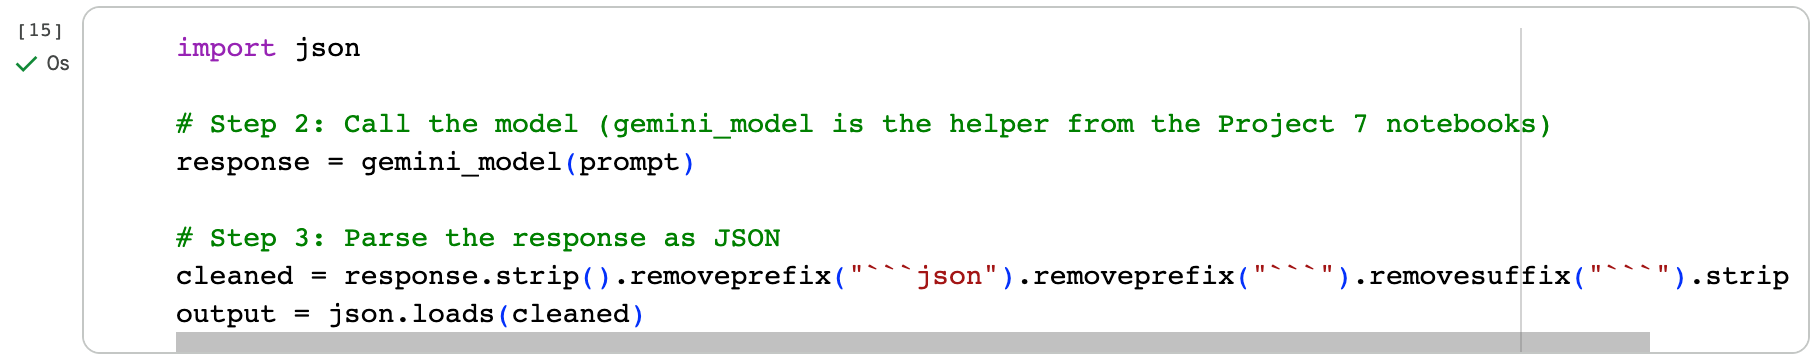 [15]
0s
import json
# Step 2: Call the model (gemini_model is the helper from the Project 7 notebooks)
response = gemini_model(prompt)
# Step 3: Parse the response as JSON
cleaned = response.strip().removeprefix("```json").removeprefix("```").removesuffix("```").strip
output = json.loads(cleaned)